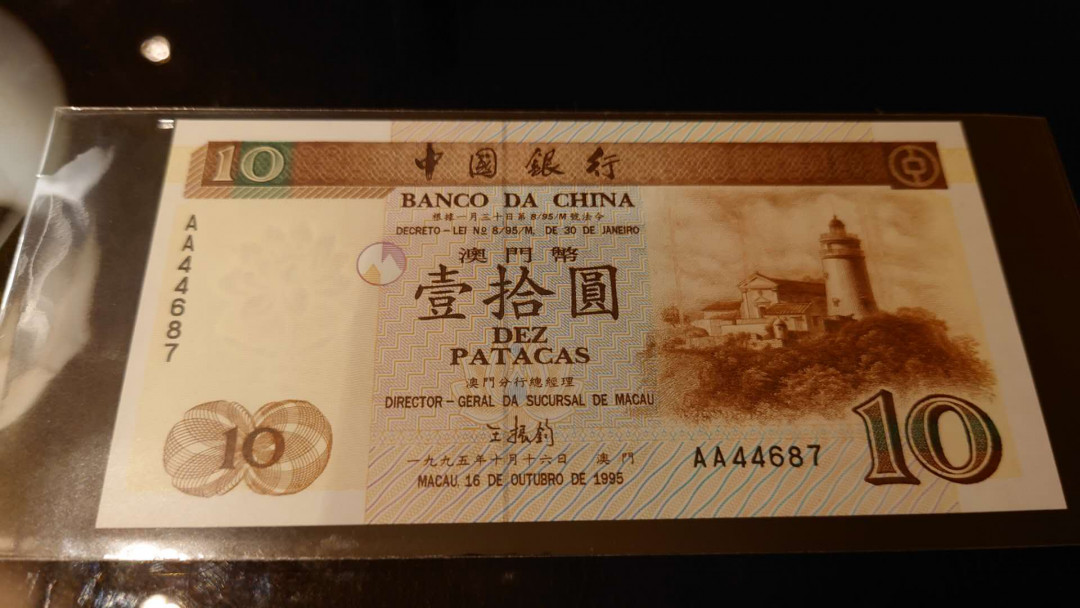 10
中國銀行
BANCO DA CHINA
根據一月三十日第8/95/M號法令
DECRETO-LEI Nº 8/95/M, DE 30 DE JANEIRO
澳門幣
壹拾圓
DEZ
PATACAS
澳門分行總經理
DIRECTOR-GERAL DA SUCURSAL DE MACAU
王振鈞
一九九五年十月十六日 澳門
MACAU, 16 DE OUTUBRO DE 1995
AA44687
10
AA44687
10